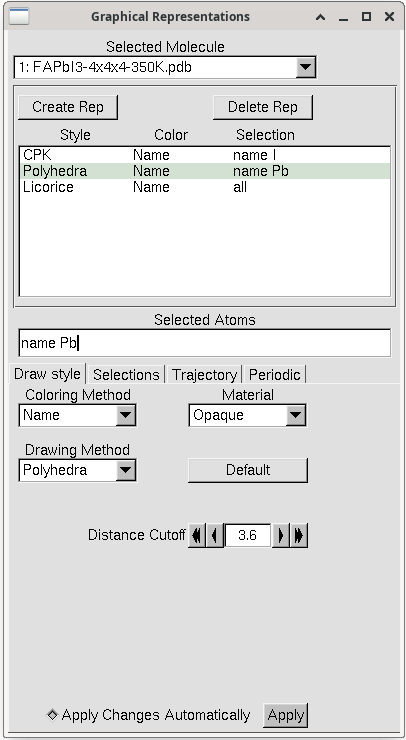 Graphical Representations
Selected Molecule
1: FAPbI3-4x4x4-350K.pdb
Create Rep Delete Rep
Style Color Selection
CPK Name name I
Polyhedra Name name Pb
Licorice Name all
Selected Atoms
name Pb
Draw style Selections Trajectory Periodic
Coloring Method Material
Name Opaque
Drawing Method
Polyhedra Default
Distance Cutoff 3.6
Apply Changes Automatically Apply